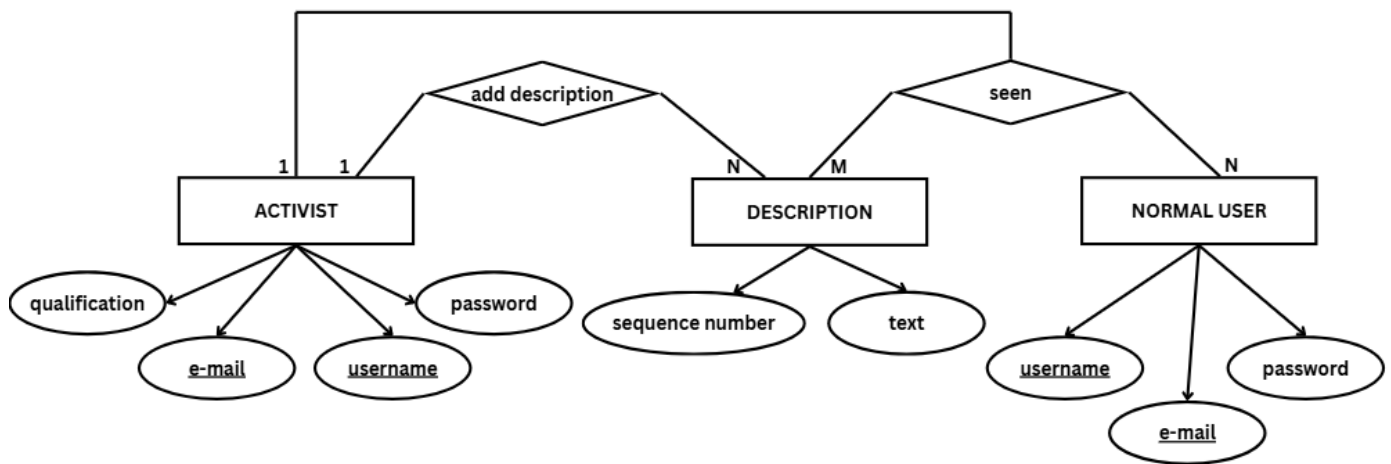 add description
seen
1
1
N
M
N
ACTIVIST
DESCRIPTION
NORMAL USER
qualification
password
e-mail
username
sequence number
text
username
password
e-mail